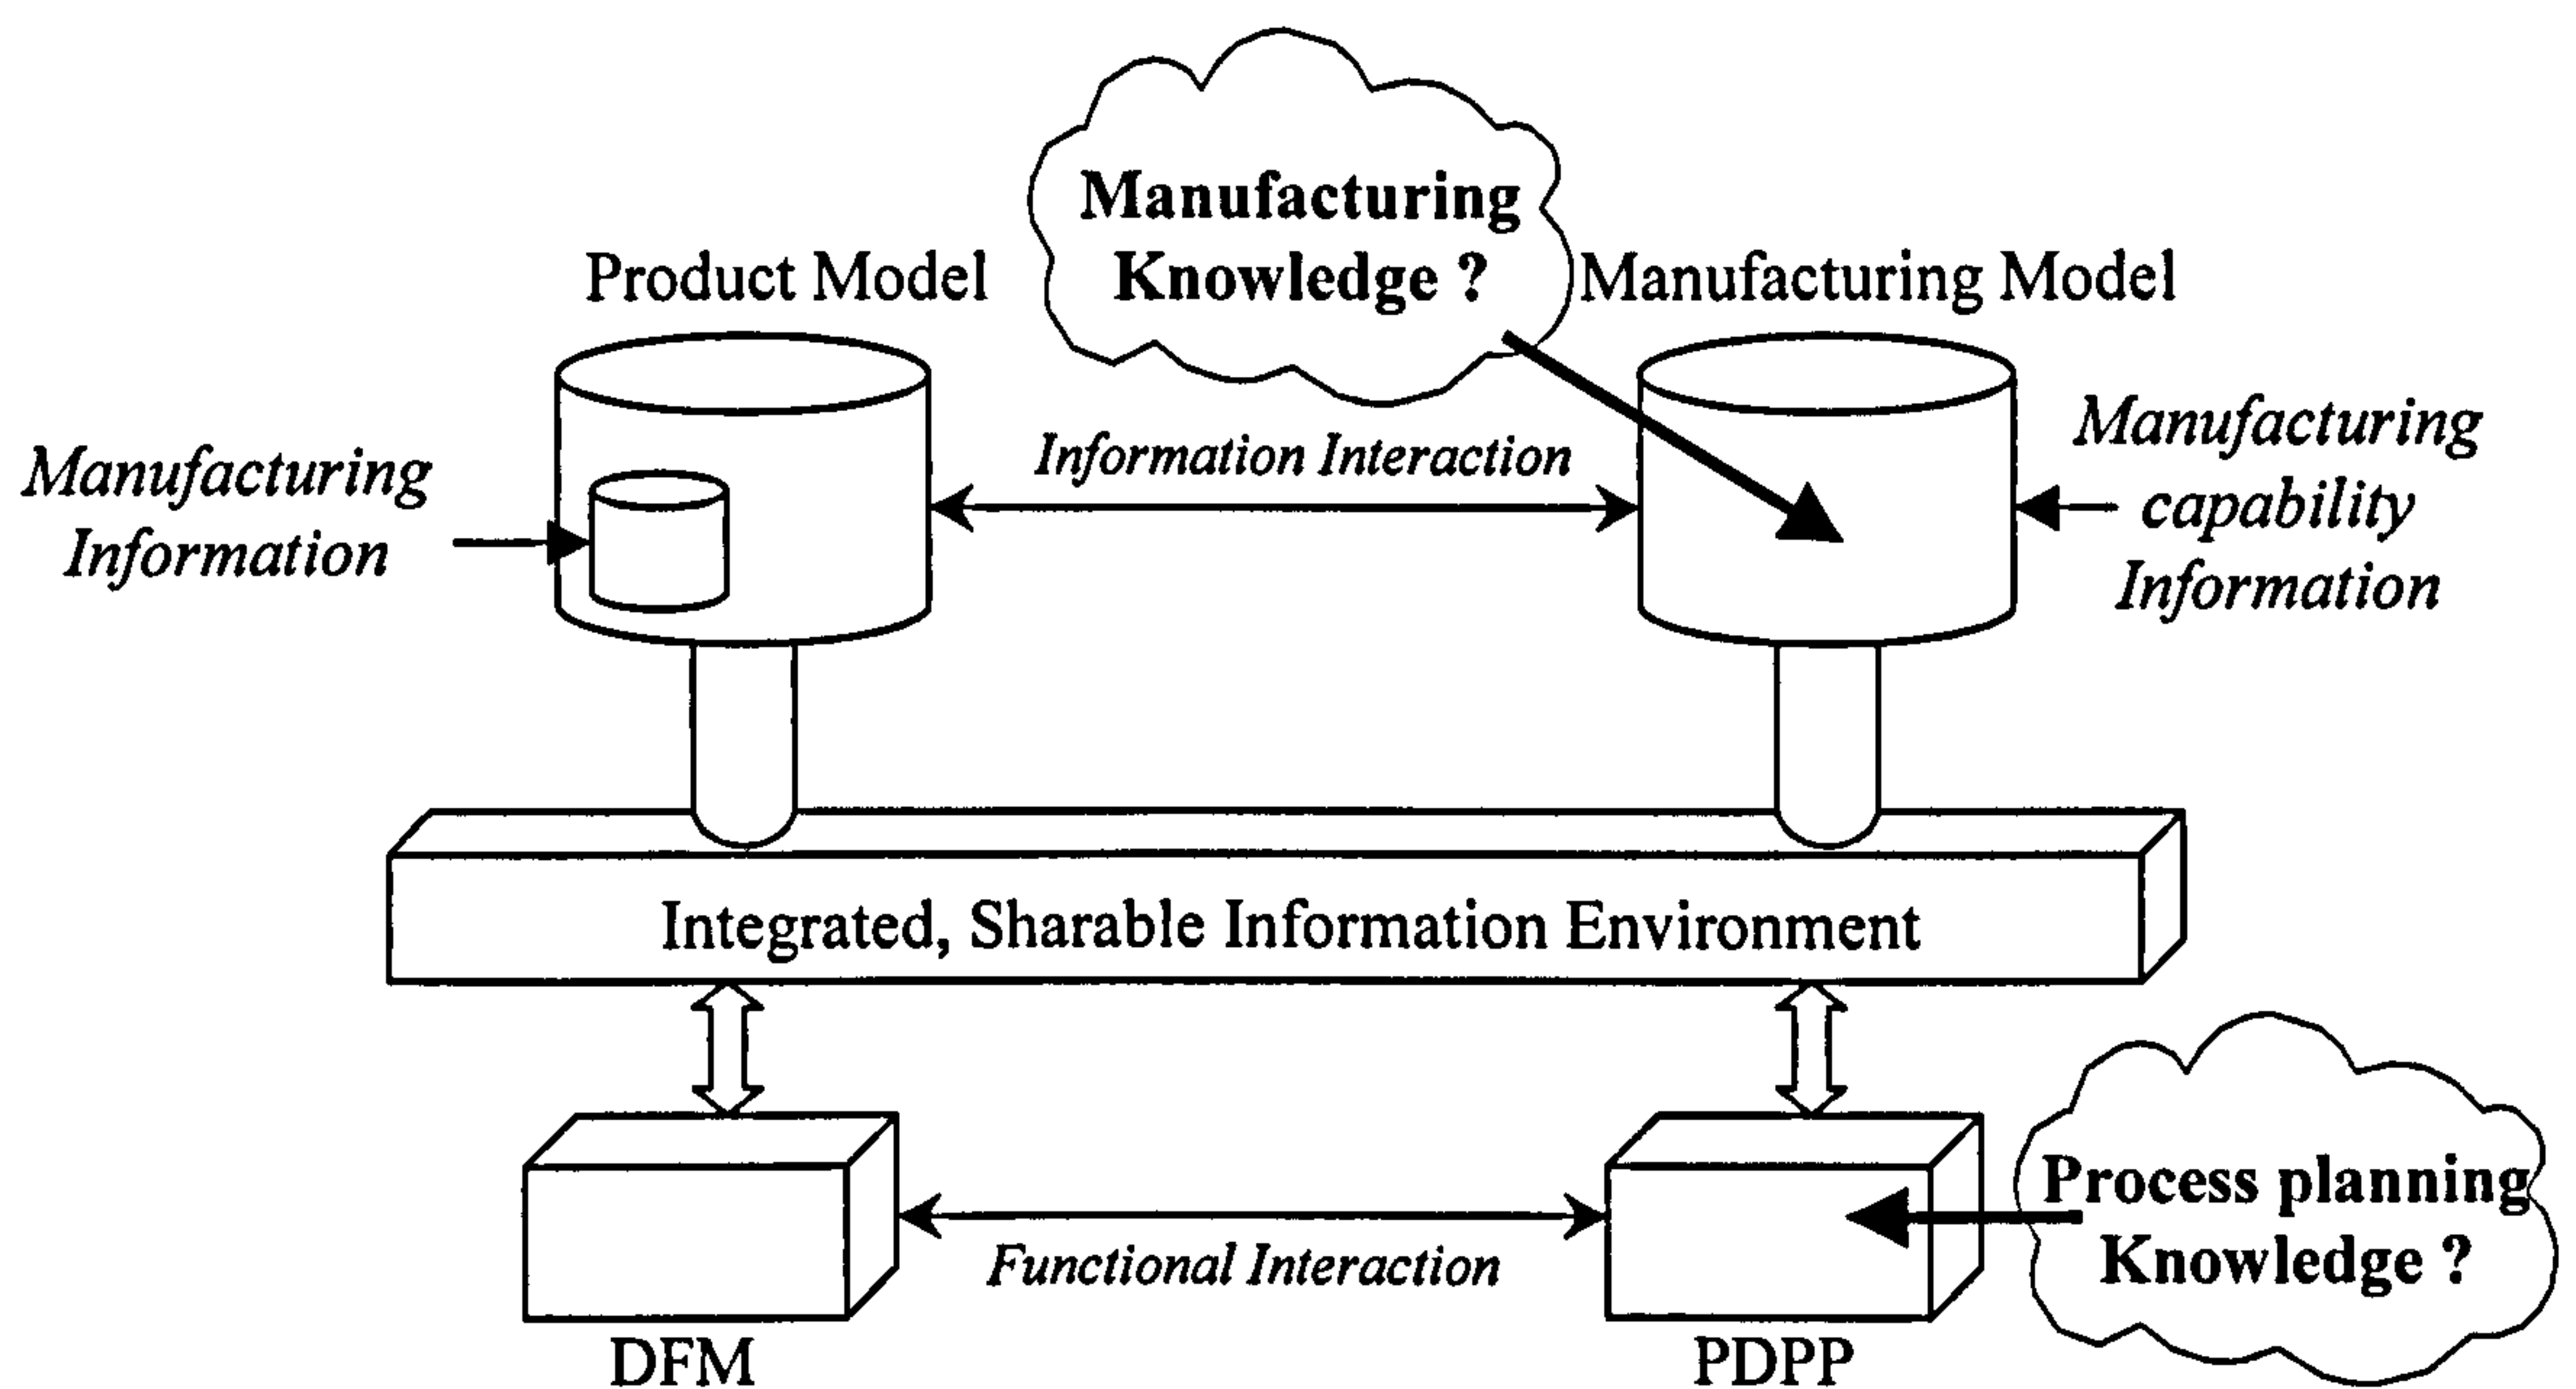 Manufacturing
Knowledge ?
Product Model
Manufacturing Model
Manufacturing
Information
Information Interaction
Manufacturing
capability
Information
Integrated, Sharable Information Environment
Functional Interaction
Process planning
Knowledge ?
DFM
PDPP